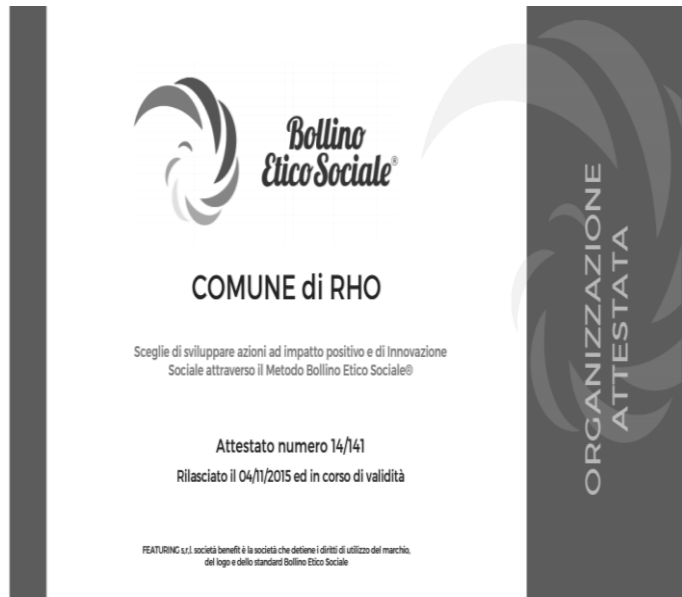 Bollino
Etico Sociale®
COMUNE di RHO
Sceglie di sviluppare azioni ad impatto positivo e di Innovazione
Sociale attraverso il Metodo Bollino Etico Sociale®
Attestato numero 14/141
Rilasciato il 04/11/2015 ed in corso di validità
FEATURING s.r.l. società benefit è la società che detiene i diritti di utilizzo del marchio,
del logo e dello standard Bollino Etico Sociale
ORGANIZZAZIONE
ATTESTATA